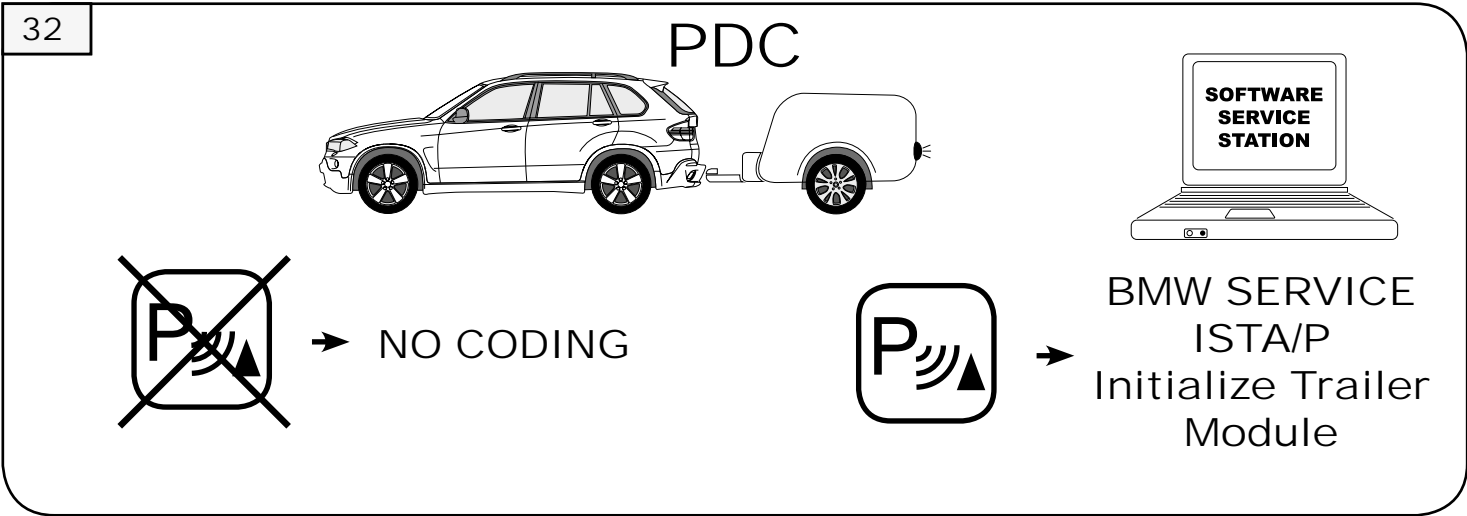 32
PDC
SOFTWARE
SERVICE
STATION
P
NO CODING
P
BMW SERVICE
ISTA/P
Initialize Trailer
Module